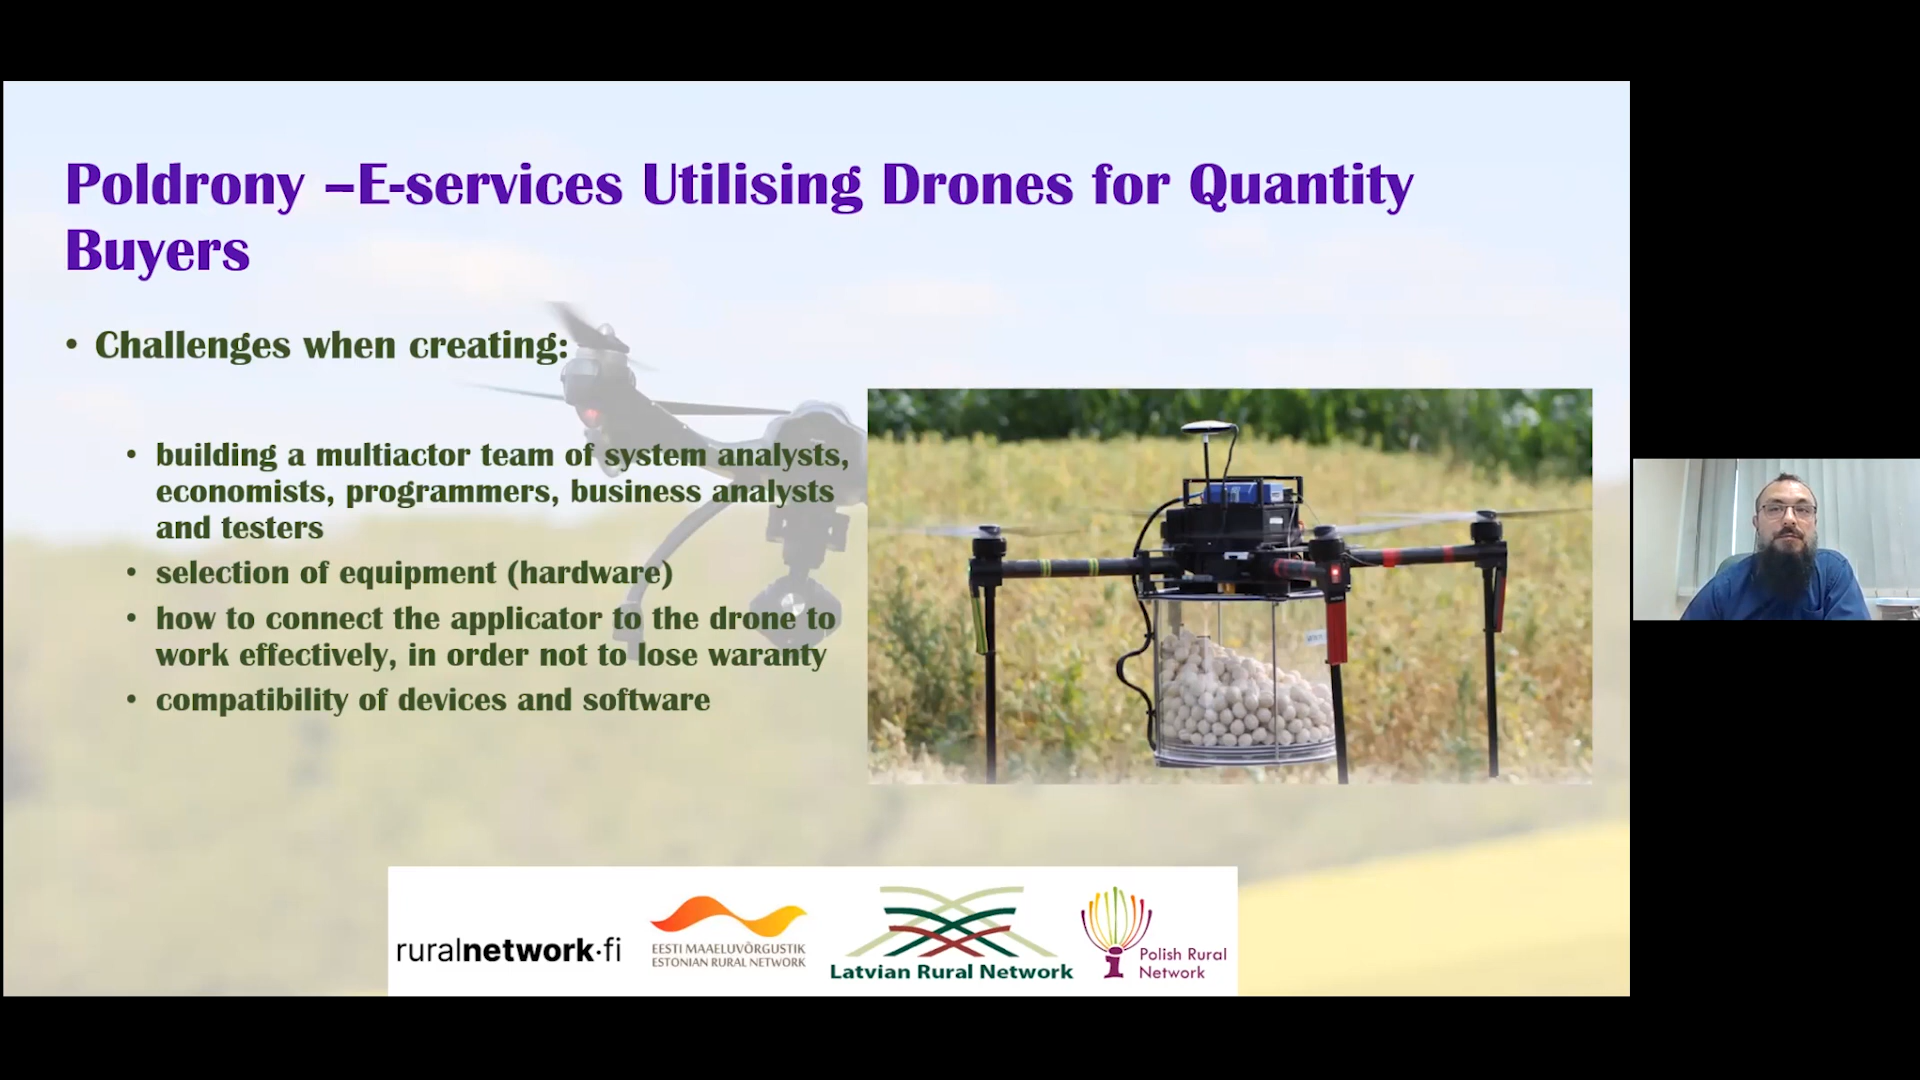 Poldrony –E-services Utilising Drones for Quantity
Buyers
• Challenges when creating:
• building a multiactor team of system analysts,
economists, programmers, business analysts
and testers
• selection of equipment (hardware)
• how to connect the applicator to the drone to
work effectively, in order not to lose waranty
• compatibility of devices and software
ruralnetwork.fi
EESTI MAAELUVÕRGUSTIK
ESTONIAN RURAL NETWORK
Latvian Rural Network
Polish Rural
Network